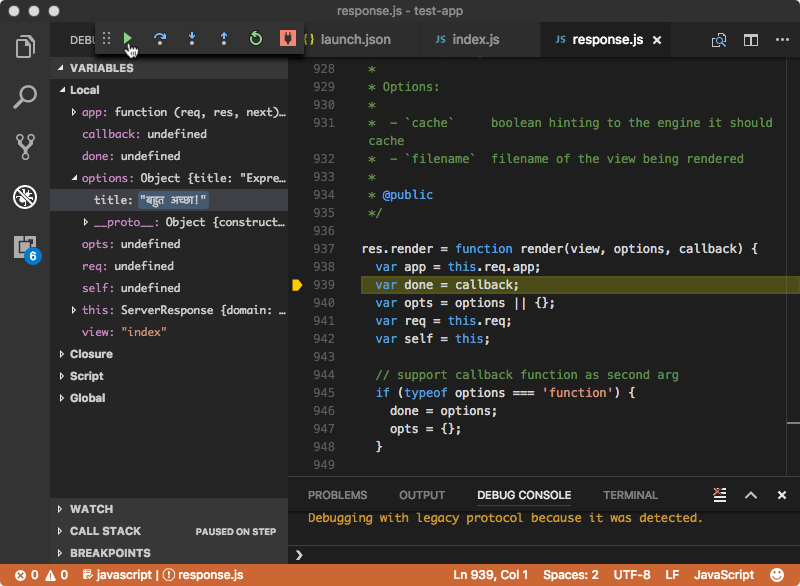 response.js - test-app
DEBU
launch.json
JS index.js
JS response.js
VARIABLES
Local
app: function (req, res, next)…
callback: undefined
done: undefined
options: Object {title: "Expre…
title: "बहुत अच्छा!"
__proto__: Object {construct…
opts: undefined
req: undefined
self: undefined
this: ServerResponse {domain: …
view: "index"
Closure
Script
Global
WATCH
CALL STACK PAUSED ON STEP
BREAKPOINTS
6
928 *
929 * Options:
930 *
931 * - `cache` boolean hinting to the engine it should
cache
932 * - `filename` filename of the view being rendered
933 *
934 * @public
935 */
936
937 res.render = function render(view, options, callback) {
938 var app = this.req.app;
939 var done = callback;
940 var opts = options || {};
941 var req = this.req;
942 var self = this;
943
944 // support callback function as second arg
945 if (typeof options === 'function') {
946 done = options;
947 opts = {};
948 }
949
PROBLEMS OUTPUT DEBUG CONSOLE TERMINAL
Debugging with legacy protocol because it was detected.
0 0 javascript | response.js Ln 939, Col 1 Spaces: 2 UTF-8 LF JavaScript